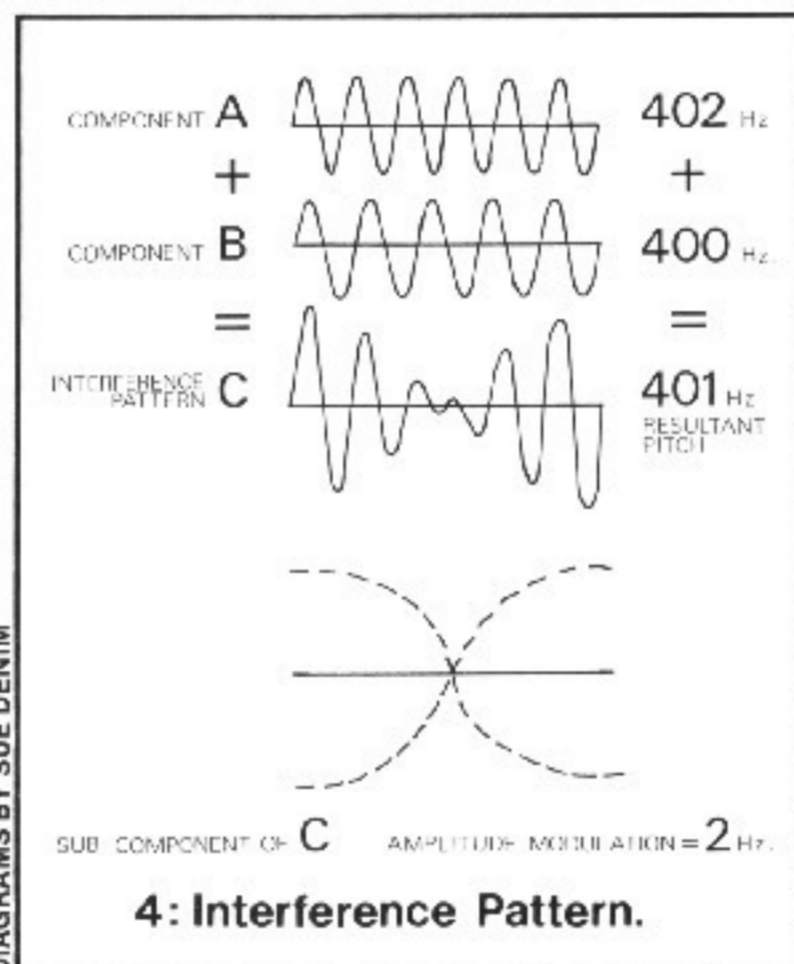 COMPONENT A 402 Hz
+ +
COMPONENT B 400 Hz.
= =
INTERFERENCE
PATTERN C 401 Hz
RESULTANT
PITCH
SUB COMPONENT OF C AMPLITUDE MODULATION = 2 Hz.
4: Interference Pattern.
DIAGRAMS BY SUE DENIM